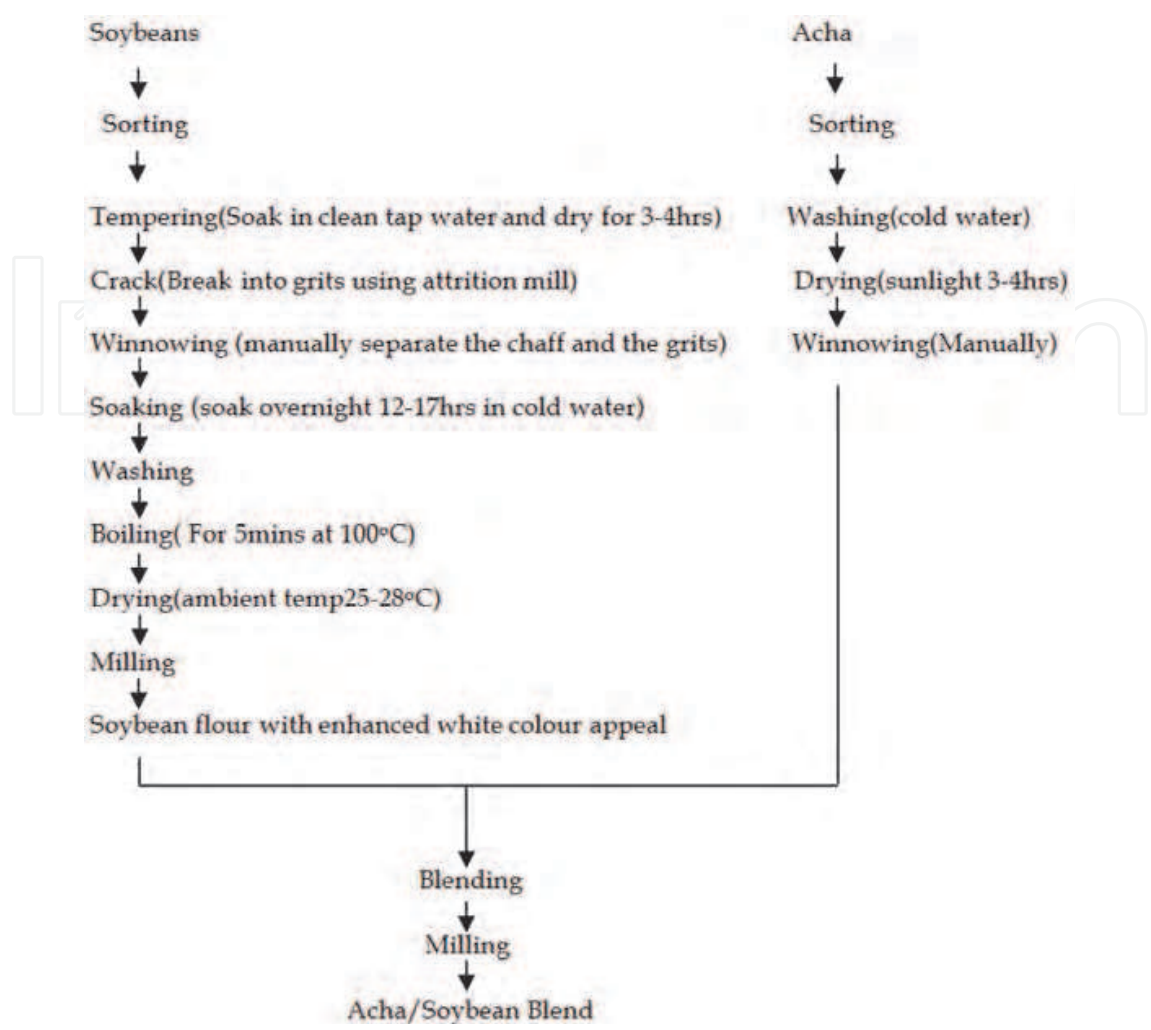 Soybeans
Sorting
Tempering(Soak in clean tap water and dry for 3-4hrs)
Crack(Break into grits using attrition mill)
Winnowing (manually separate the chaff and the grits)
Soaking (soak overnight 12-17hrs in cold water)
Washing
Boiling( For 5mins at 100ºC)
Drying(ambient temp25-28ºC)
Milling
Soybean flour with enhanced white colour appeal
Acha
Sorting
Washing(cold water)
Drying(sunlight 3-4hrs)
Winnowing(Manually)
Blending
Milling
Acha/Soybean Blend